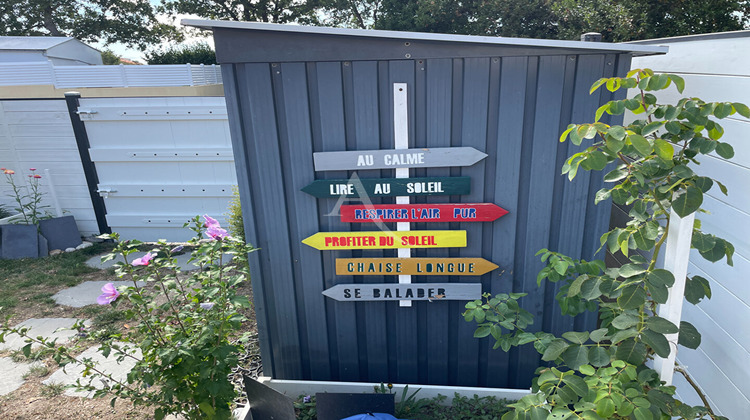 AU CALME
LIRE AU SOLEIL
RESPIRER L'AIR PUR
PROFITER DU SOLEIL
CHAISE LONGUE
SE BALADER